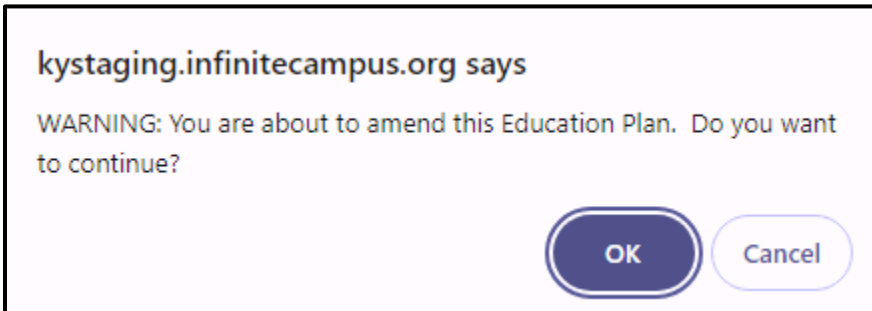 kystaging.infinitecampus.org says
WARNING: You are about to amend this Education Plan.  Do you want
to continue?
OK
Cancel